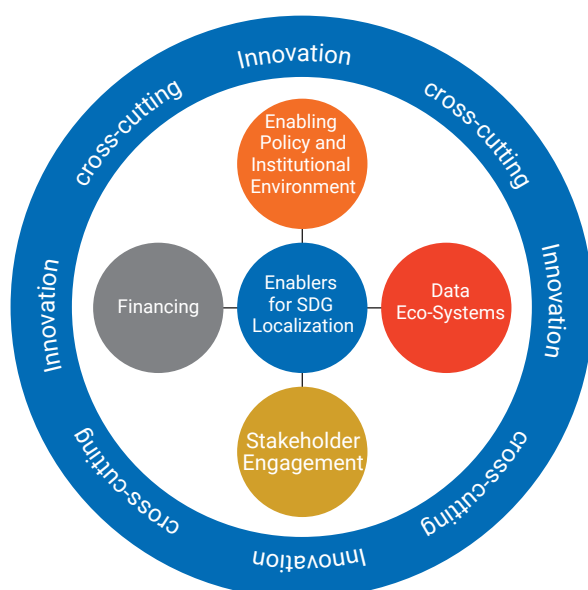 Innovation
cross-cutting
Innovation
cross-cutting
Innovation
cross-cutting
Innovation
cross-cutting
Enabling
Policy and
Institutional
Environment
Financing
Enablers
for SDG
Localization
Data
Eco-Systems
Stakeholder
Engagement